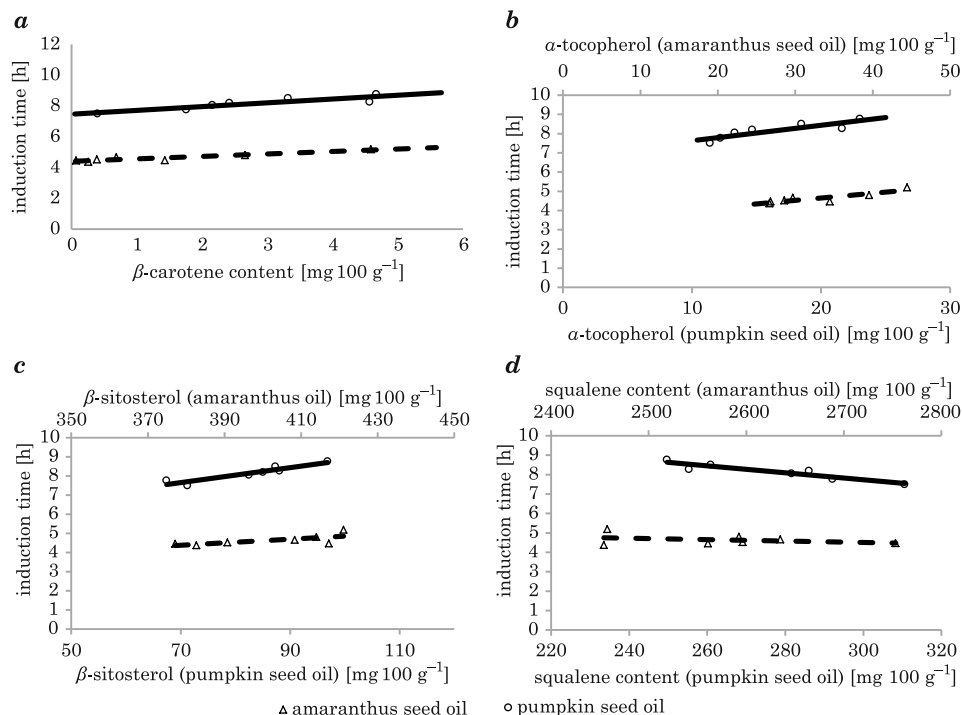 a
12
10
8
6
4
2
0
induction time [h]
0 1 2 3 4 5 6
β-carotene content [mg 100 g⁻¹]
b
α-tocopherol (amaranthus seed oil) [mg 100 g⁻¹]
0 10 20 30 40 50
10
9
8
7
6
5
4
3
2
1
0
induction time [h]
0 10 20 30
α-tocopherol (pumpkin seed oil) [mg 100 g⁻¹]
c
β-sitosterol (amaranthus oil) [mg 100 g⁻¹]
350 370 390 410 430 450
10
9
8
7
6
5
4
3
2
1
0
induction time [h]
50 70 90 110
β-sitosterol (pumpkin seed oil) [mg 100 g⁻¹]
d
squalene content (amaranthus oil) [mg 100 g⁻¹]
2400 2500 2600 2700 2800
10
9
8
7
6
5
4
3
2
1
0
induction time [h]
220 240 260 280 300 320
squalene content (pumpkin seed oil) [mg 100 g⁻¹]
amaranthus seed oil
pumpkin seed oil